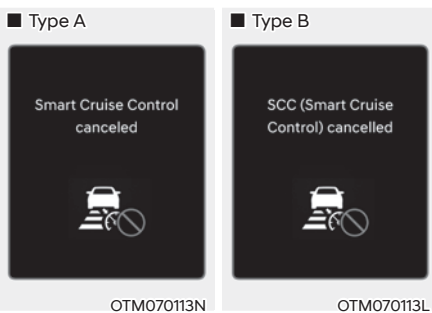 ■ Type A
Smart Cruise Control
canceled
OTM070113N
■ Type B
SCC (Smart Cruise
Control) cancelled
OTM070113L